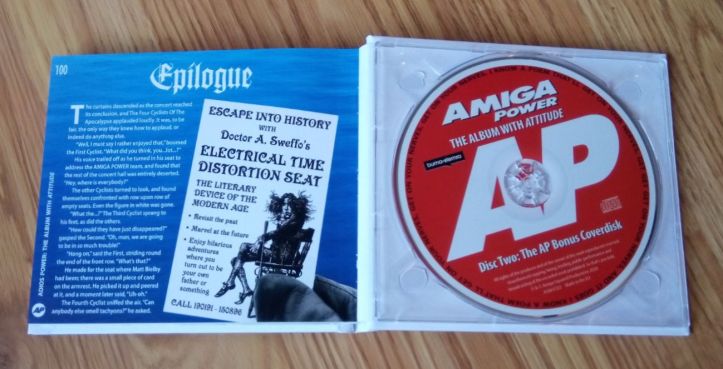 100
Epilogue
The curtains descended as the concert reached
its conclusion, and The Four Cyclists Of The
Apocalypse applauded loudly. It was, to be
fair, the only way they knew how to applaud, or
indeed do anything else.
"Well, I must say I rather enjoyed that," boomed
the First Cyclist. "What did you think, you...Jst...?"
His voice trailed off as he turned in his seat to
address the AMIGA POWER team, and found that
the rest of the concert hall was entirely deserted.
"Hey, where is everybody?"
The other Cyclists turned to look, and found
themselves confronted with row upon row of
empty seats. Even the figure in white was gone.
"What the...?" The Third Cyclist sprang to
his feet, as did the others.
"How could they have just disappeared?"
gasped the Second. "Oh, man, we are going
to be in so much trouble!"
"Hang on," said the First, striding round
the end of the front row. "What's that?"
He made for the seat where Matt Bielby
had been; there was a small piece of card
on the armrest. He picked it up and peered
at it, and a moment later said, "Uh-oh."
The Fourth Cyclist sniffed the air. "Can
anybody else smell tachyons?" he asked.
ADIOS POWER: THE ALBUM WITH ATTITUDE
AP
ESCAPE INTO HISTORY
WITH
Doctor A. Sweffo's
ELECTRICAL TIME
DISTORTION SEAT
THE LITERARY
DEVICE OF THE
MODERN AGE
• Revisit the past
• Marvel at the future
• Enjoy hilarious
adventures
where you
turn out to be
your own
father or
something
CALL 190191 - 150896
AMIGA
POWER
THE ALBUM WITH ATTITUDE
AP
Disc Two: The AP Bonus Coverdisk